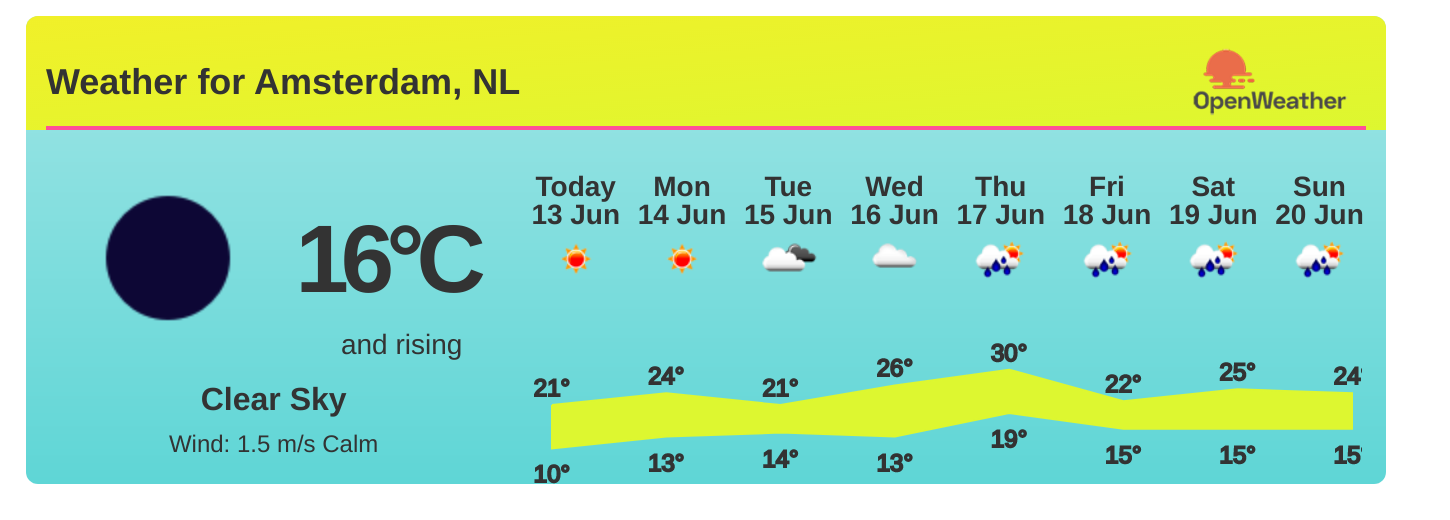 Weather for Amsterdam, NL
OpenWeather
Today Mon Tue Wed Thu Fri Sat Sun
13 Jun 14 Jun 15 Jun 16 Jun 17 Jun 18 Jun 19 Jun 20 Jun
16°C
and rising
Clear Sky
Wind: 1.5 m/s Calm
21° 24° 21° 26° 30° 22° 25° 24°
10° 13° 14° 13° 19° 15° 15° 15°